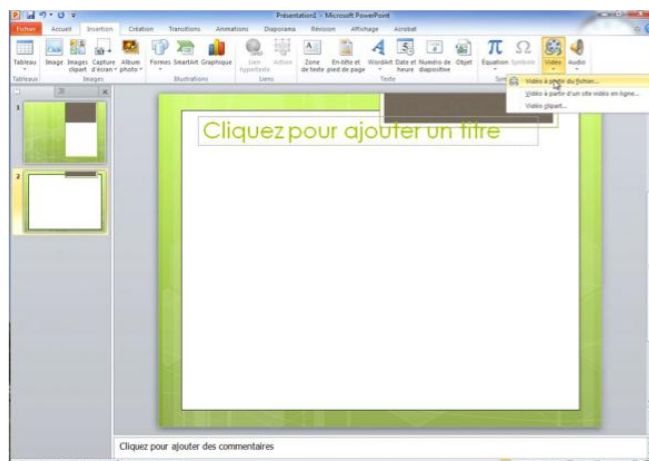 Présentation1 - Microsoft PowerPoint
Fichier Accueil Insertion Création Transitions Animations Diaporama Révision Affichage Acrobat
Tableau Image Images clipart Capture d'écran Album photo Formes SmartArt Graphique Lien hypertexte Action Zone de texte En-tête et pied de page WordArt Date et heure Numéro de diapositive Objet Équation Symbole Vidéo Audio
Tableaux Images Illustrations Liens Texte
Vidéo à partir du fichier...
Vidéo à partir d'un site vidéo en ligne...
Vidéo clipart...
1
2
Cliquez pour ajouter un titre
Cliquez pour ajouter des commentaires